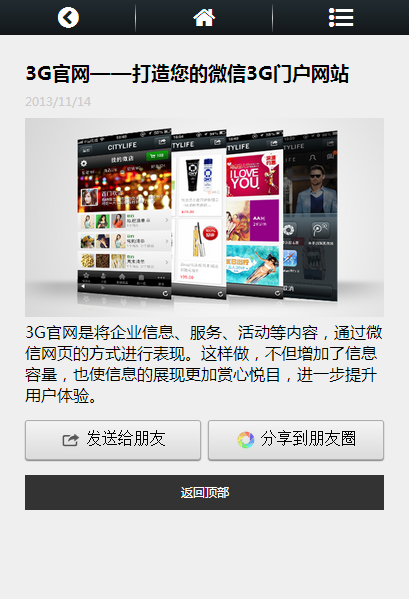 3G官网——打造您的微信3G门户网站
2013/11/14
CITYLIFE
CITYLIFE
我的微店
I LOVE YOU
3G官网是将企业信息、服务、活动等内容，通过微
信网页的方式进行表现。这样做，不但增加了信息
容量，也使信息的展现更加赏心悦目，进一步提升
用户体验。
发送给朋友
分享到朋友圈
返回顶部